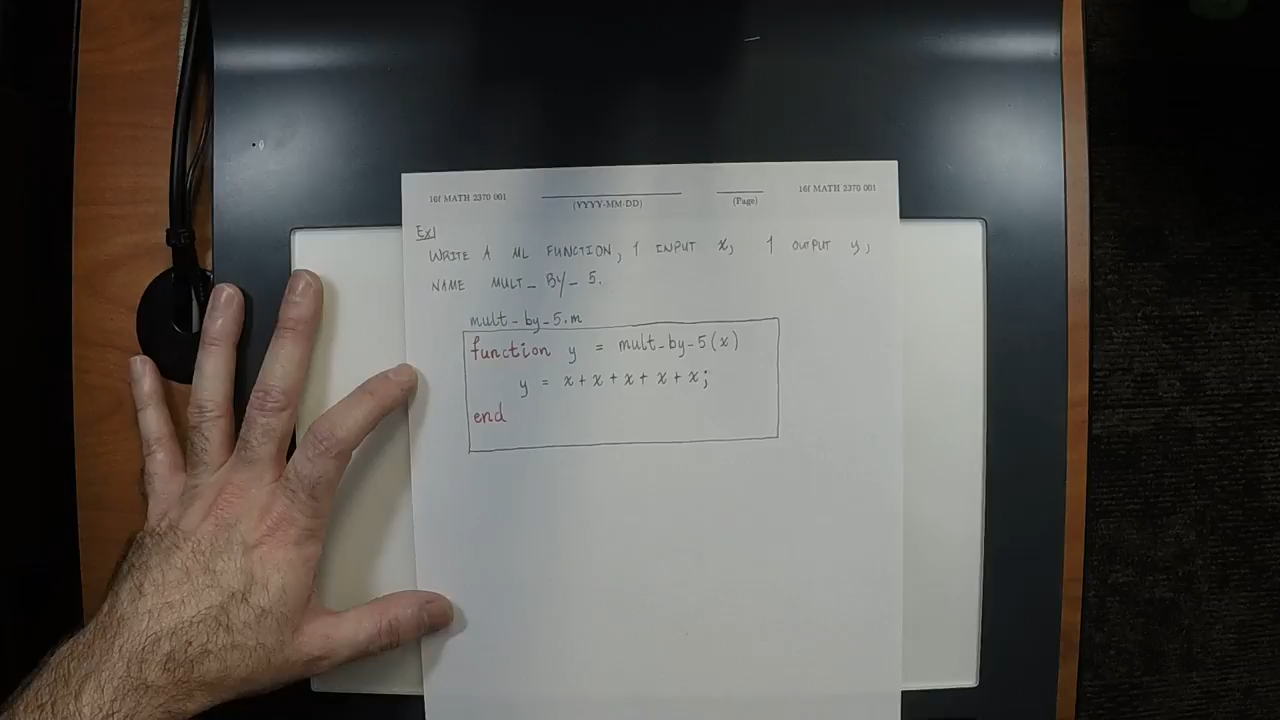 16f MATH 2370 001 (YYYY-MM-DD) (Page) 16f MATH 2370 001
Ex1
WRITE A ML FUNCTION, 1 INPUT x, 1 OUTPUT y,
NAME MULT_BY_5.
mult-by-5.m
function y = mult-by-5(x)
y = x+x+x+x+x;
end